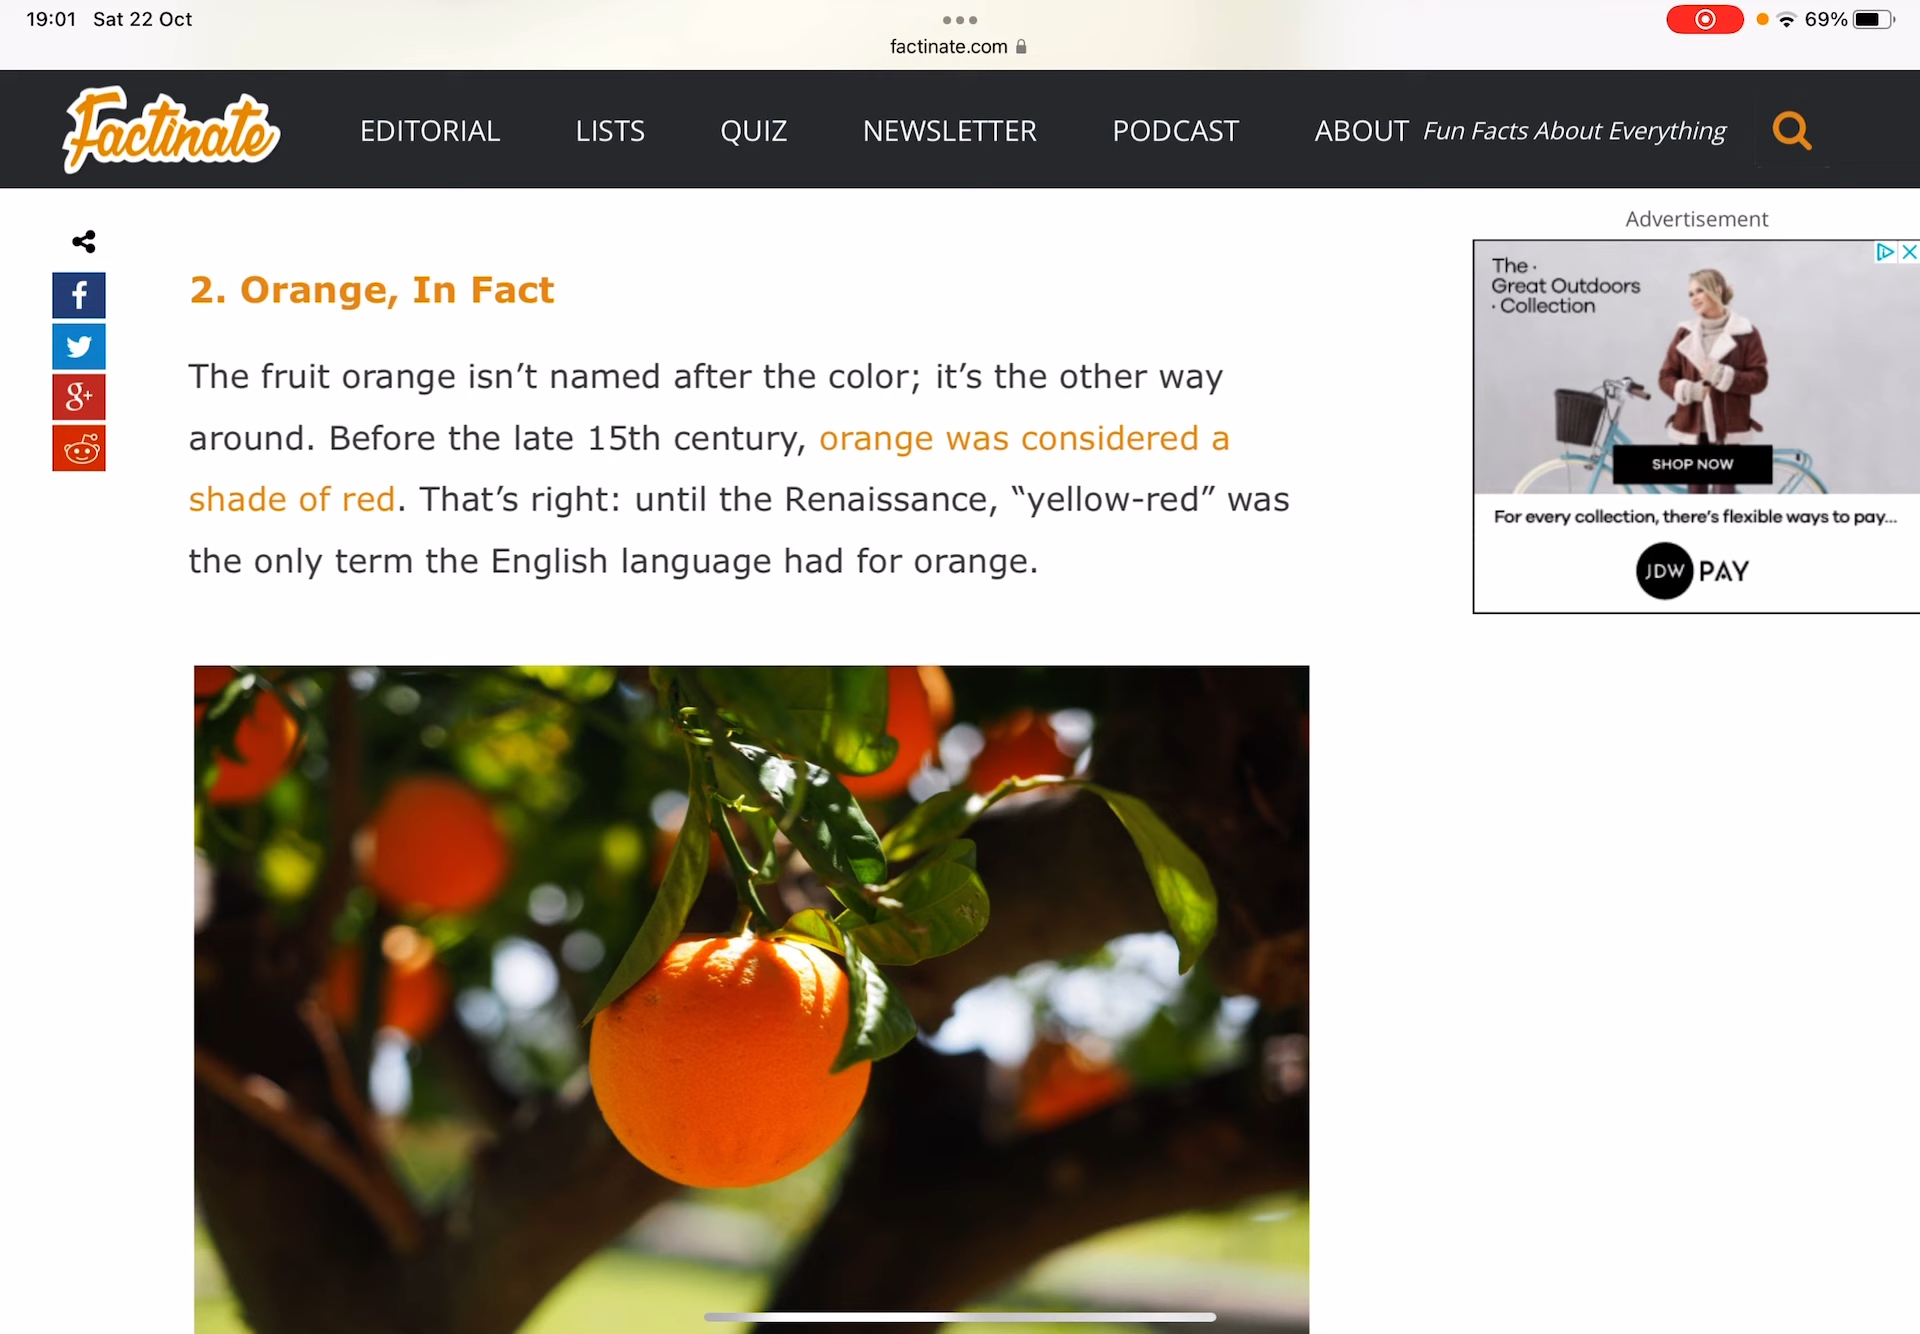 19:01 Sat 22 Oct
factinate.com
69%
Factinate
EDITORIAL LISTS QUIZ NEWSLETTER PODCAST ABOUT Fun Facts About Everything
Advertisement
The ·
Great Outdoors
· Collection
SHOP NOW
For every collection, there's flexible ways to pay...
JDW PAY
f
g+
2. Orange, In Fact
The fruit orange isn’t named after the color; it’s the other way
around. Before the late 15th century, orange was considered a
shade of red. That’s right: until the Renaissance, “yellow-red” was
the only term the English language had for orange.